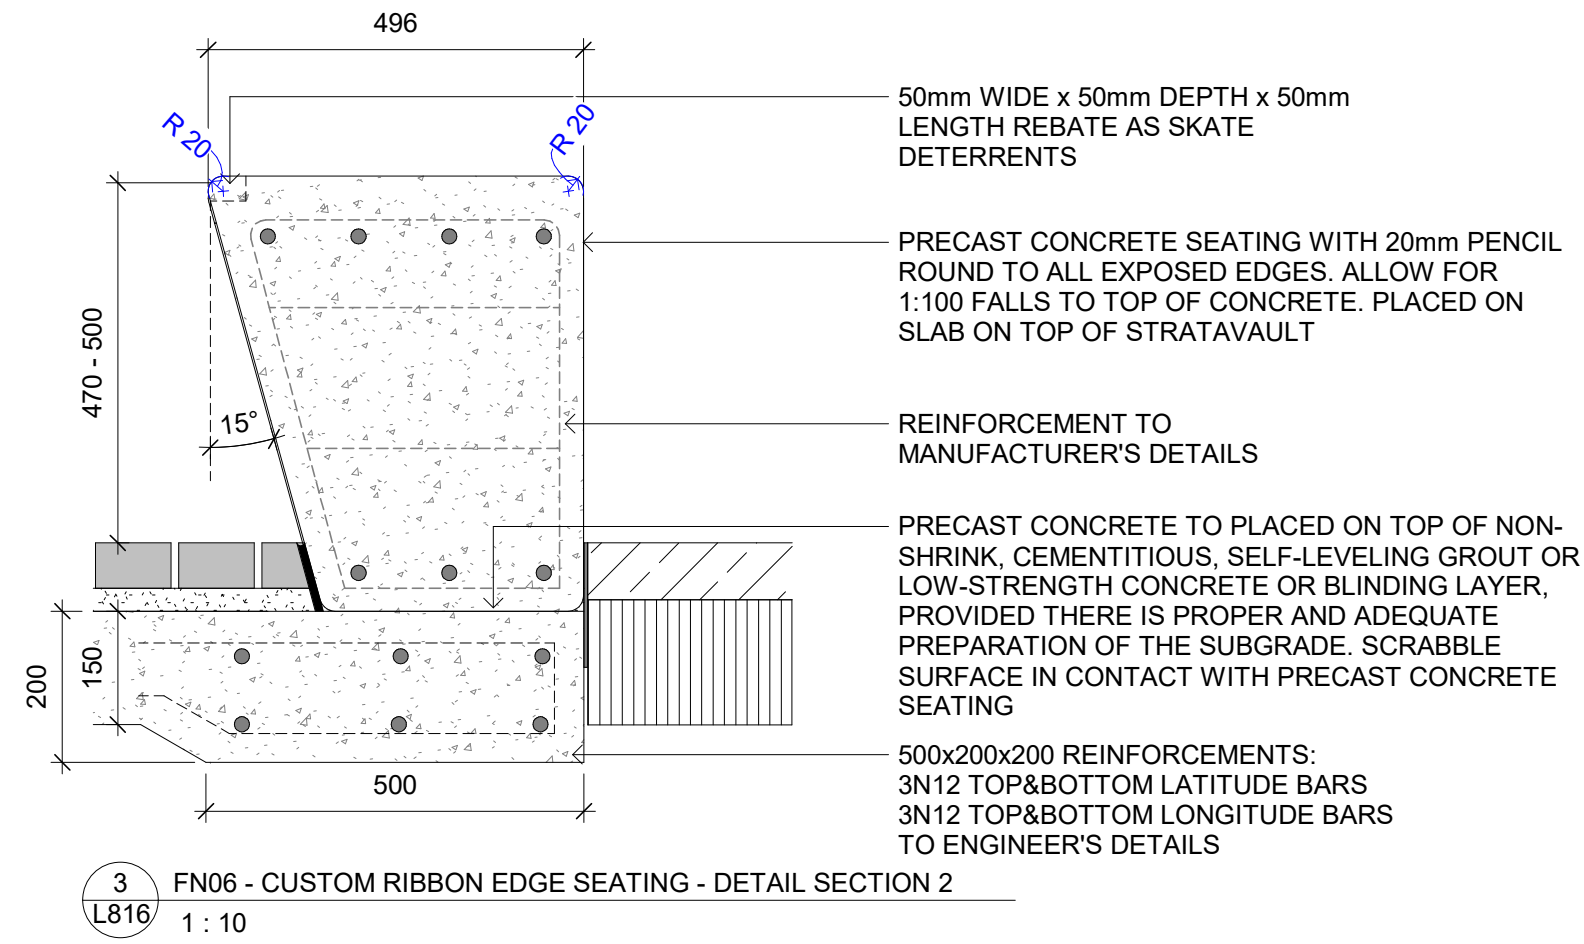 496
R 20
R 20
50mm WIDE x 50mm DEPTH x 50mm
LENGTH REBATE AS SKATE
DETERRENTS
PRECAST CONCRETE SEATING WITH 20mm PENCIL
ROUND TO ALL EXPOSED EDGES. ALLOW FOR
1:100 FALLS TO TOP OF CONCRETE. PLACED ON
SLAB ON TOP OF STRATAVAULT
470 - 500
15°
REINFORCEMENT TO
MANUFACTURER'S DETAILS
PRECAST CONCRETE TO PLACED ON TOP OF NON-
SHRINK, CEMENTITIOUS, SELF-LEVELING GROUT OR
LOW-STRENGTH CONCRETE OR BLINDING LAYER,
PROVIDED THERE IS PROPER AND ADEQUATE
PREPARATION OF THE SUBGRADE. SCRABBLE
SURFACE IN CONTACT WITH PRECAST CONCRETE
SEATING
200
150
500x200x200 REINFORCEMENTS:
3N12 TOP&BOTTOM LATITUDE BARS
3N12 TOP&BOTTOM LONGITUDE BARS
TO ENGINEER'S DETAILS
500
3
L816
FN06 - CUSTOM RIBBON EDGE SEATING - DETAIL SECTION 2
1 : 10